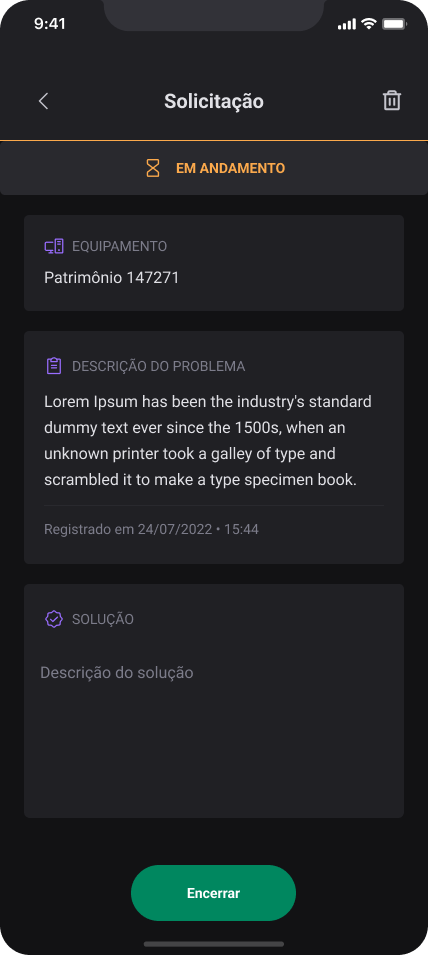 9:41
Solicitação
EM ANDAMENTO
EQUIPAMENTO
Patrimônio 147271
DESCRIÇÃO DO PROBLEMA
Lorem Ipsum has been the industry's standard
dummy text ever since the 1500s, when an
unknown printer took a galley of type and
scrambled it to make a type specimen book.
Registrado em 24/07/2022 • 15:44
SOLUÇÃO
Descrição do solução
Encerrar